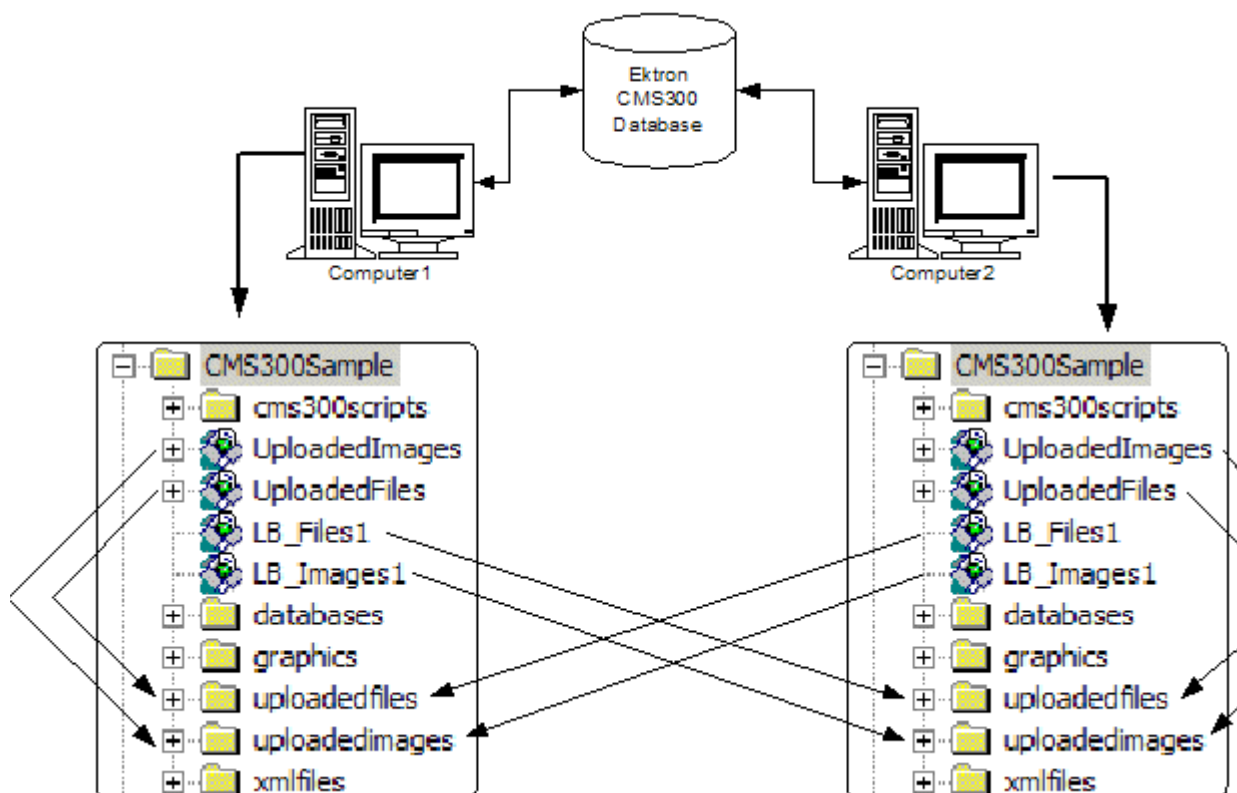 Ektron
CMS300
Database
Computer1
Computer2
CMS300Sample
cms300scripts
UploadedImages
UploadedFiles
LB_Files1
LB_Images1
databases
graphics
uploadedfiles
uploadedimages
xmlfiles
CMS300Sample
cms300scripts
UploadedImages
UploadedFiles
LB_Files1
LB_Images1
databases
graphics
uploadedfiles
uploadedimages
xmlfiles